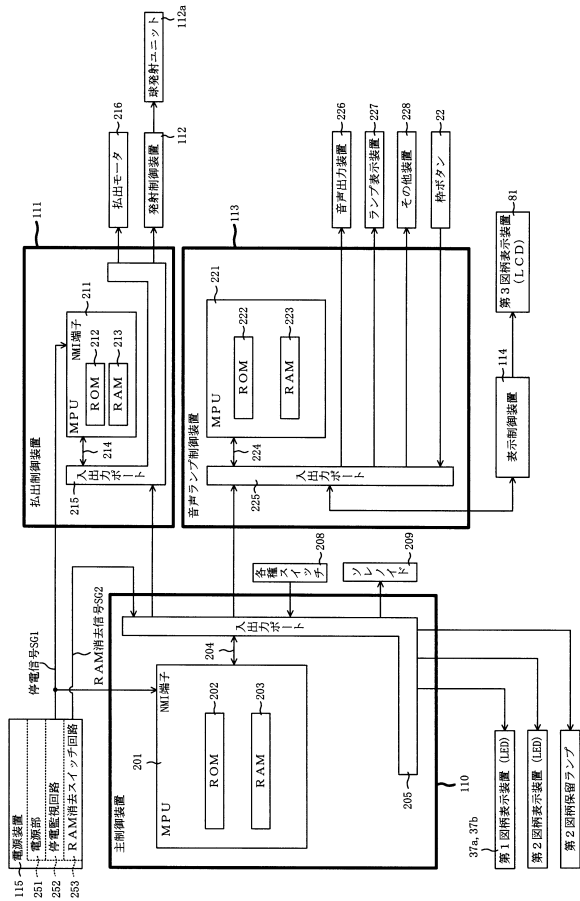 115
電源装置
251
電源部
252
停電監視回路
253
RAM消去スイッチ回路
停電信号SG1
RAM消去信号SG2
主制御装置
110
201
MPU
NMI端子
202
ROM
203
RAM
204
入出力ポート
205
各種スイッチ
208
ソレノイド
209
37a, 37b
第1図柄表示装置(LED)
第2図柄表示装置(LED)
第2図柄保留ランプ
払出制御装置
111
215
入出力ポート
214
MPU
NMI端子
211
ROM
212
RAM
213
払出モータ
216
発射制御装置
112
球発射ユニット
112a
音声ランプ制御装置
113
MPU
221
ROM
222
RAM
223
224
入出力ポート
225
音声出力装置
226
ランプ表示装置
227
その他装置
228
枠ボタン
22
表示制御装置
114
第3図柄表示装置
(LCD)
81